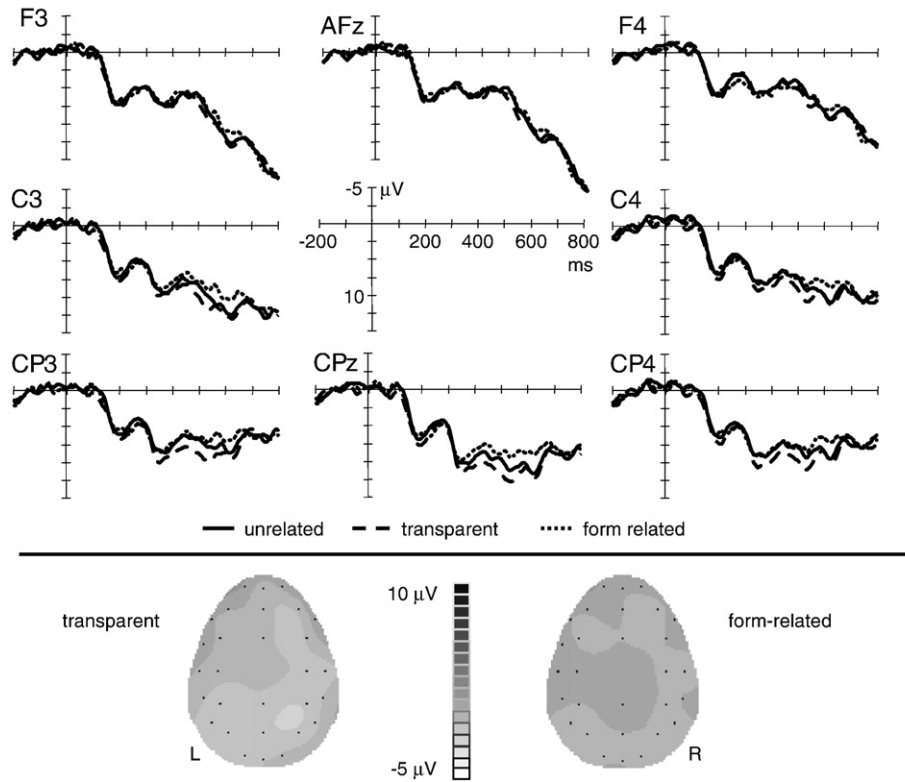 F3 AFz F4
C3 -5 μV C4
-200 200 400 600 800
ms
10
CP3 CPz CP4
unrelated transparent form related
10 μV
transparent form-related
L R
-5 μV